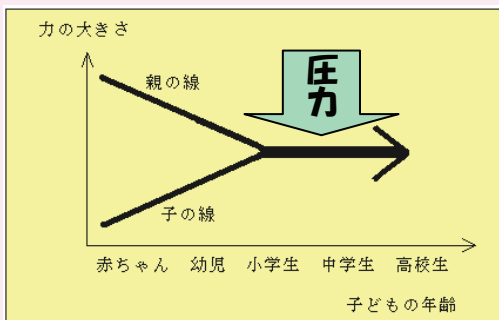 力の大きさ
親の線
圧力
子の線
赤ちゃん 幼児 小学生 中学生 高校生
子どもの年齢